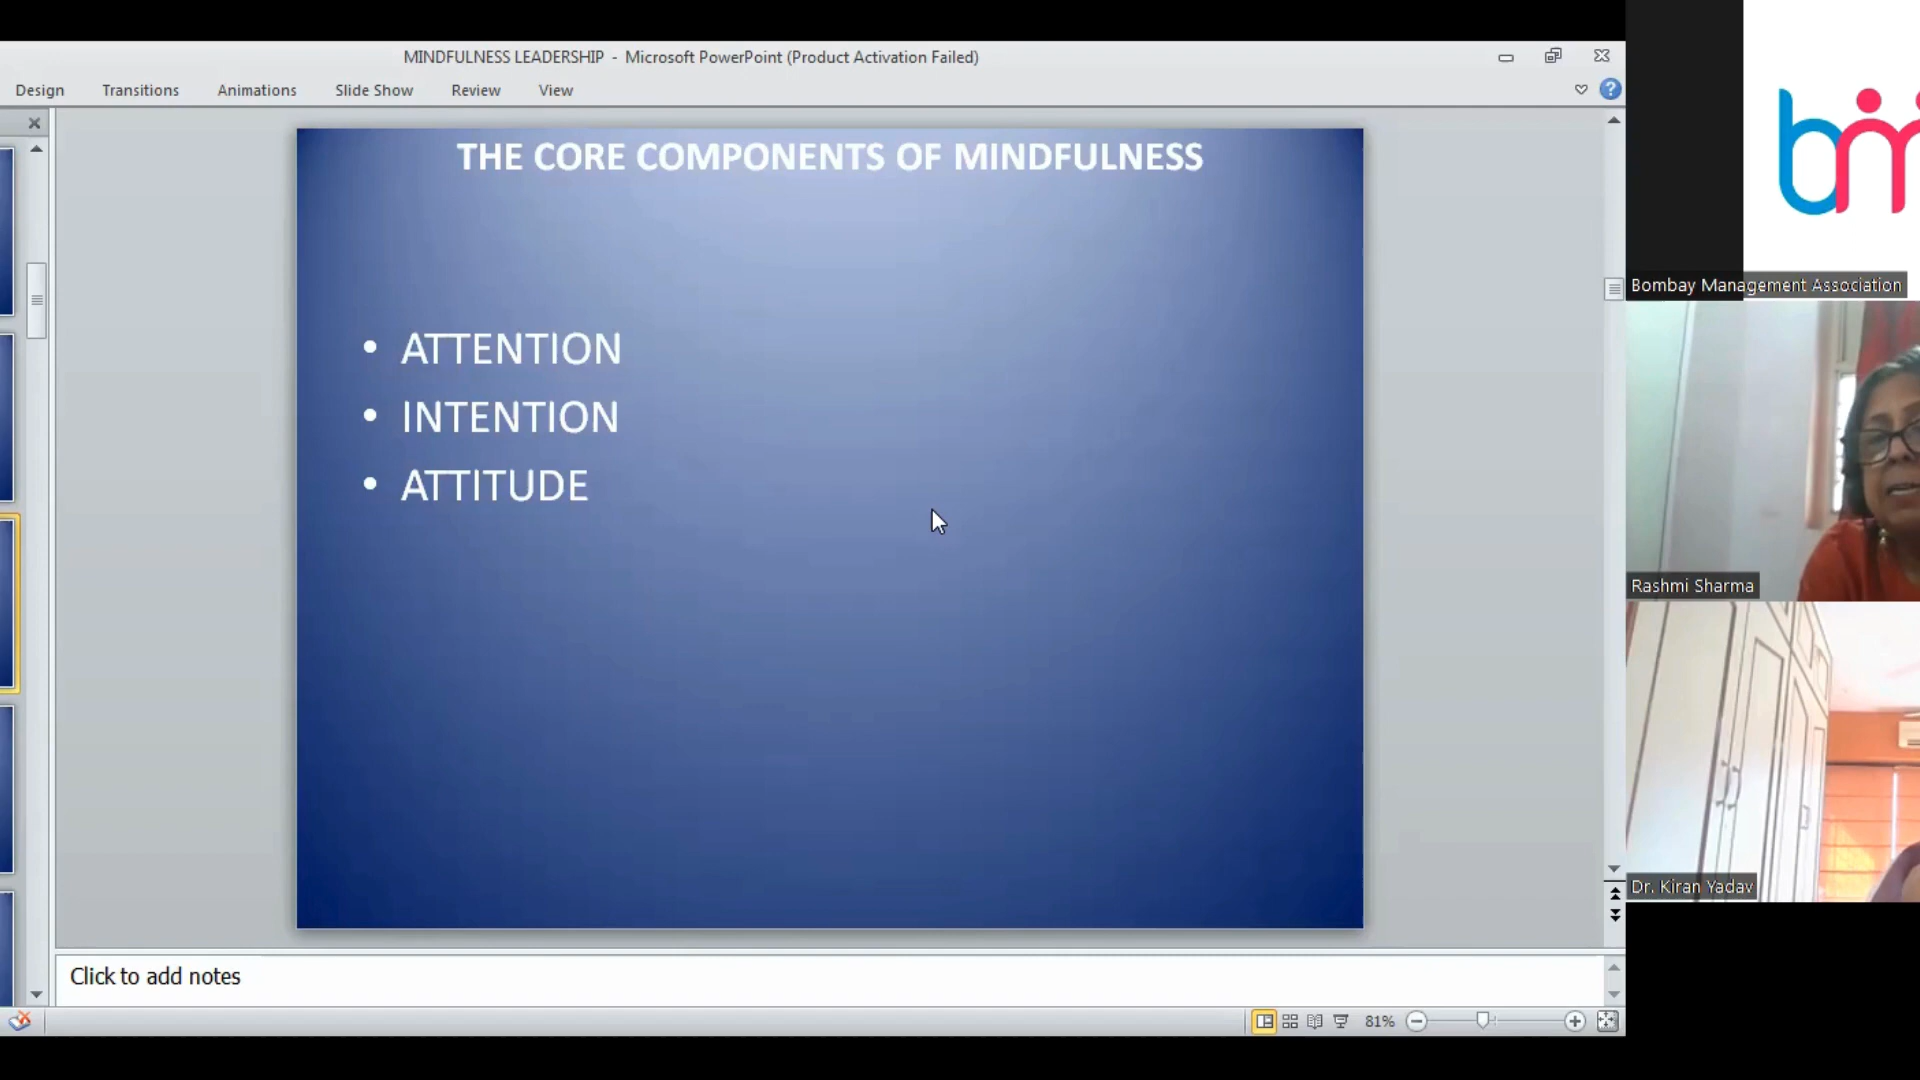 MINDFULNESS LEADERSHIP - Microsoft PowerPoint (Product Activation Failed)
Design Transitions Animations Slide Show Review View
THE CORE COMPONENTS OF MINDFULNESS
• ATTENTION
• INTENTION
• ATTITUDE
Click to add notes
81%
bm
Bombay Management Association
Rashmi Sharma
Dr. Kiran Yadav